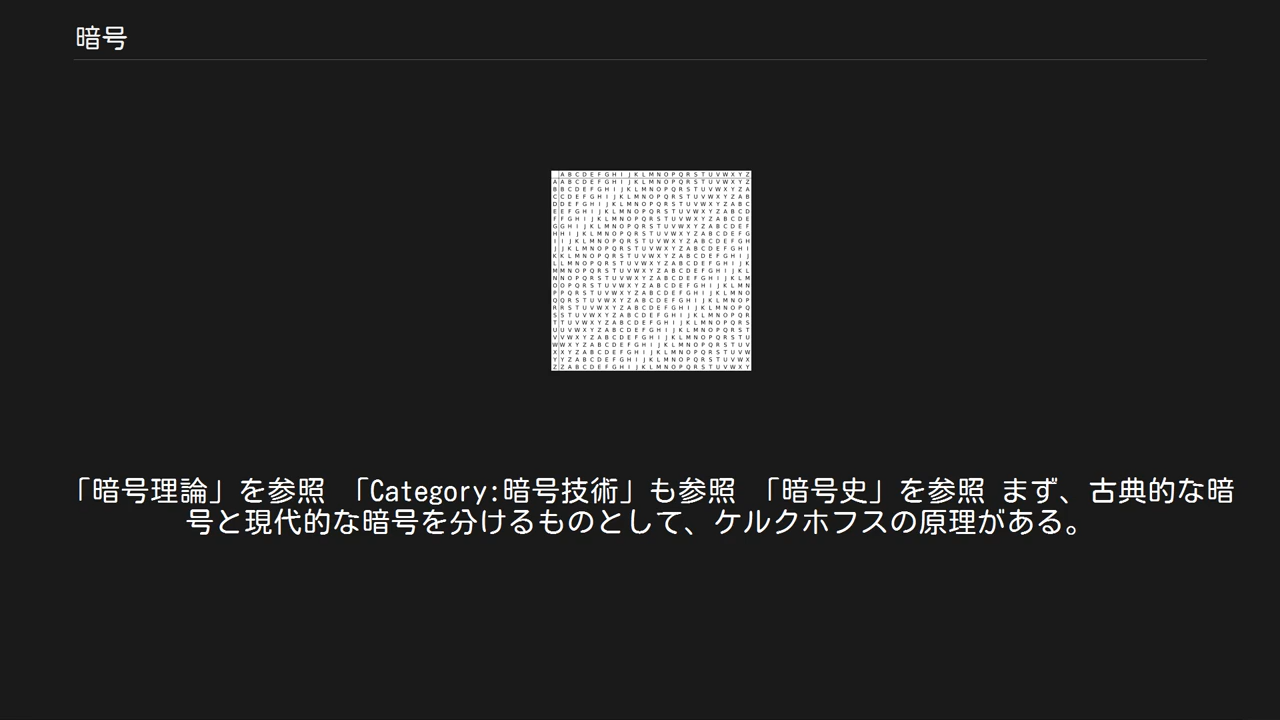 暗号
A B C D E F G H I J K L M N O P Q R S T U V W X Y Z
A A B C D E F G H I J K L M N O P Q R S T U V W X Y Z
B B C D E F G H I J K L M N O P Q R S T U V W X Y Z A
C C D E F G H I J K L M N O P Q R S T U V W X Y Z A B
D D E F G H I J K L M N O P Q R S T U V W X Y Z A B C
E E F G H I J K L M N O P Q R S T U V W X Y Z A B C D
F F G H I J K L M N O P Q R S T U V W X Y Z A B C D E
G G H I J K L M N O P Q R S T U V W X Y Z A B C D E F
H H I J K L M N O P Q R S T U V W X Y Z A B C D E F G
I I J K L M N O P Q R S T U V W X Y Z A B C D E F G H
J J K L M N O P Q R S T U V W X Y Z A B C D E F G H I
K K L M N O P Q R S T U V W X Y Z A B C D E F G H I J
L L M N O P Q R S T U V W X Y Z A B C D E F G H I J K
M M N O P Q R S T U V W X Y Z A B C D E F G H I J K L
N N O P Q R S T U V W X Y Z A B C D E F G H I J K L M
O O P Q R S T U V W X Y Z A B C D E F G H I J K L M N
P P Q R S T U V W X Y Z A B C D E F G H I J K L M N O
Q Q R S T U V W X Y Z A B C D E F G H I J K L M N O P
R R S T U V W X Y Z A B C D E F G H I J K L M N O P Q
S S T U V W X Y Z A B C D E F G H I J K L M N O P Q R
T T U V W X Y Z A B C D E F G H I J K L M N O P Q R S
U U V W X Y Z A B C D E F G H I J K L M N O P Q R S T
V V W X Y Z A B C D E F G H I J K L M N O P Q R S T U
W W X Y Z A B C D E F G H I J K L M N O P Q R S T U V
X X Y Z A B C D E F G H I J K L M N O P Q R S T U V W
Y Y Z A B C D E F G H I J K L M N O P Q R S T U V W X
Z Z A B C D E F G H I J K L M N O P Q R S T U V W X Y
「暗号理論」を参照 「Category:暗号技術」も参照 「暗号史」を参照 まず、古典的な暗
号と現代的な暗号を分けるものとして、ケルクホフスの原理がある。